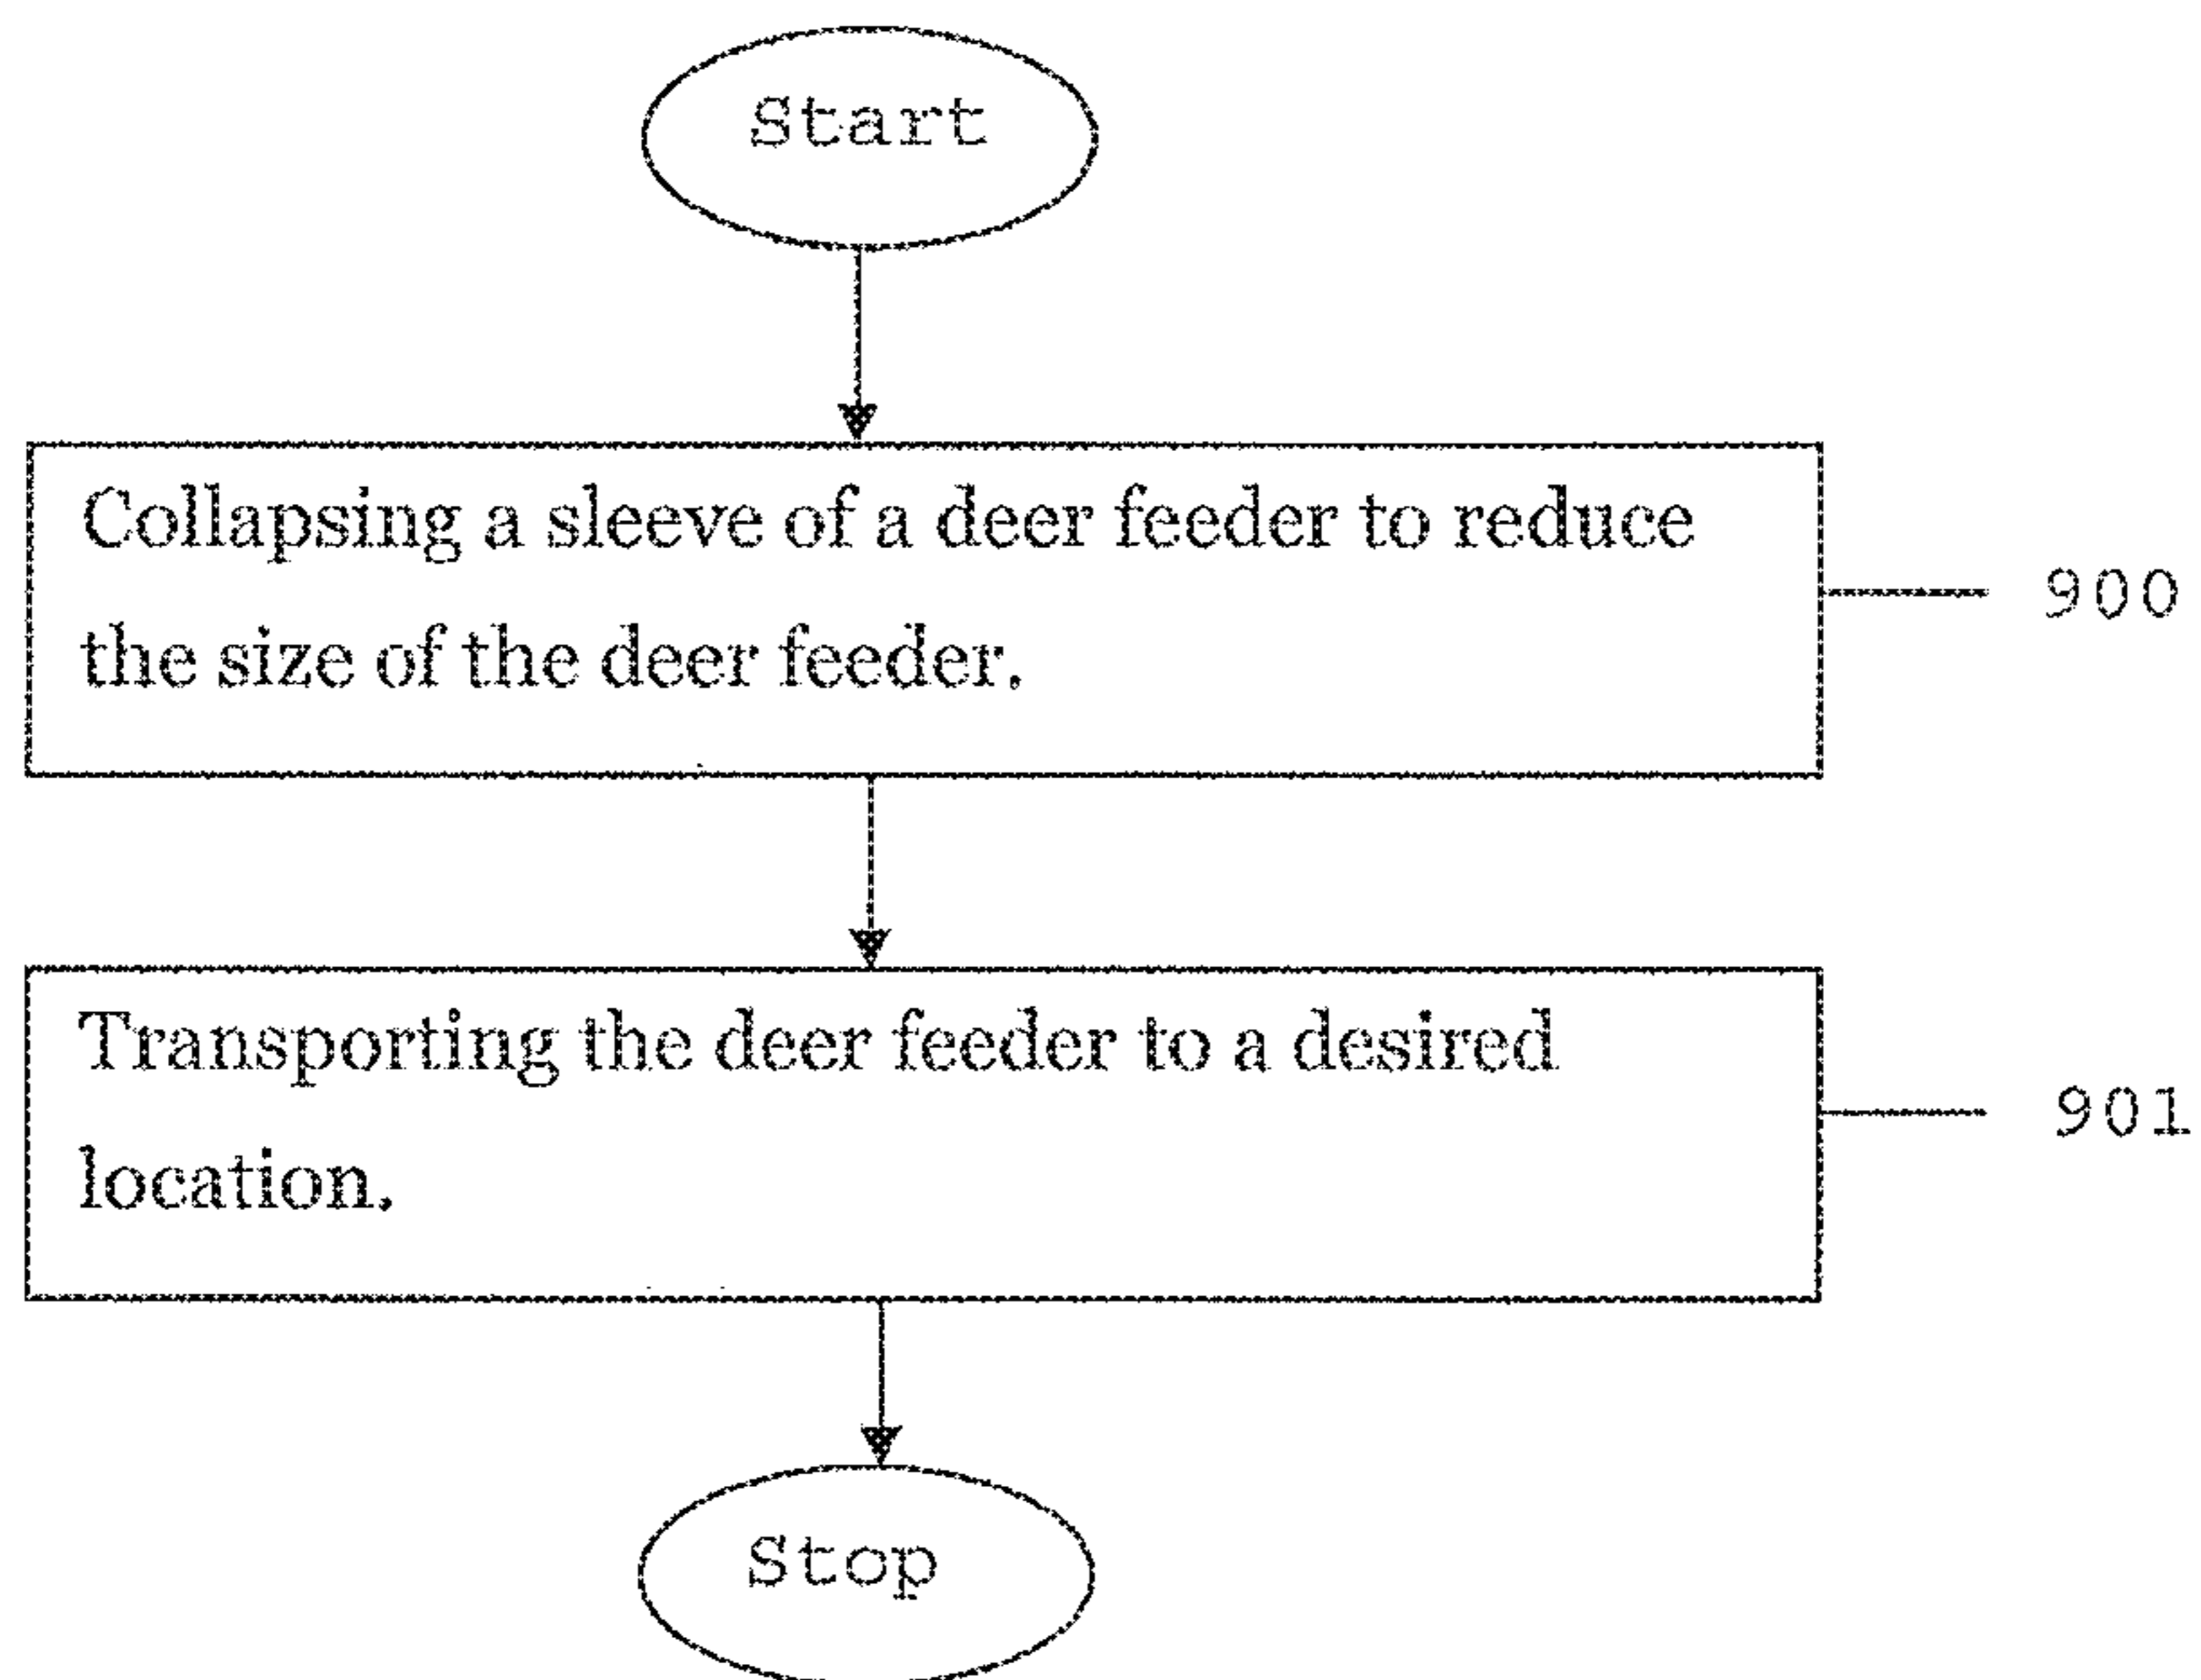 Start
Collapsing a sleeve of a deer feeder to reduce
the size of the deer feeder.
900
Transporting the deer feeder to a desired
location.
901
Stop